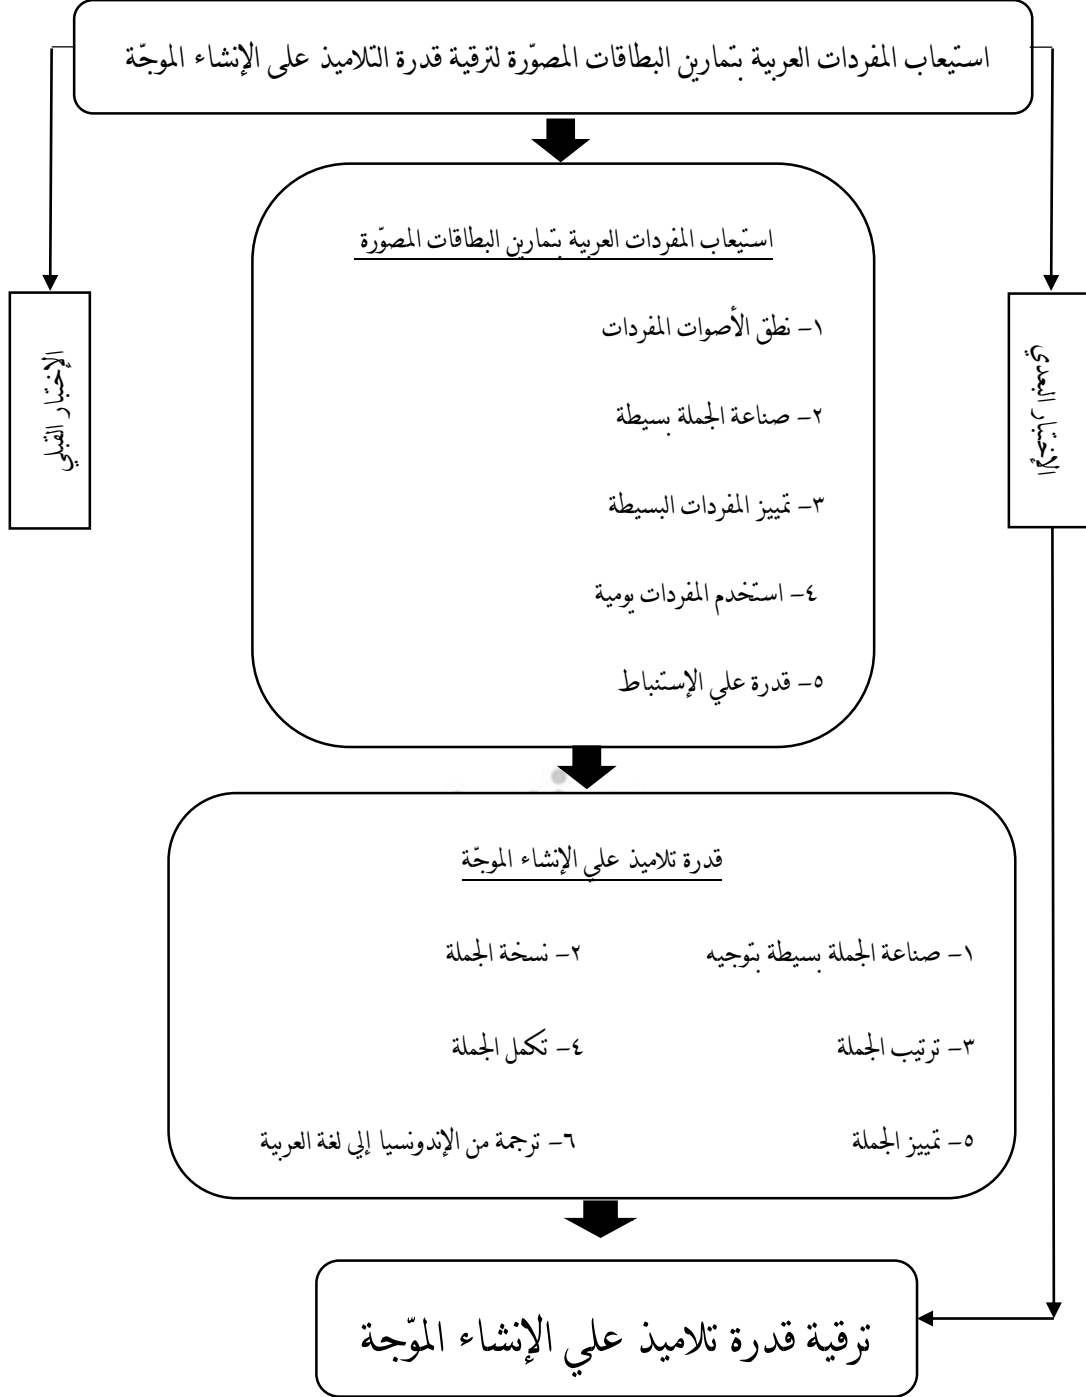 استيعاب المفردات العربية بتمارين البطاقات المصوّرة لترقية قدرة التلاميذ على الإنشاء الموجّة
استيعاب المفردات العربية بتمارين البطاقات المصوّرة
١- نطق الأصوات المفردات
٢- صناعة الجملة بسيطة
٣- تمييز المفردات البسيطة
٤- استخدم المفردات يومية
٥- قدرة علي الإستنباط
الإختبار البعدي
الإختبار القبلي
قدرة تلاميذ علي الإنشاء الموجّة
١- صناعة الجملة بسيطة بتوجيه
٢- نسخة الجملة
٣- ترتيب الجملة
٤- تكمل الجملة
٥- تمييز الجملة
٦- ترجمة من الإندونسيا إلي لغة العربية
ترقية قدرة تلاميذ علي الإنشاء الموّجة